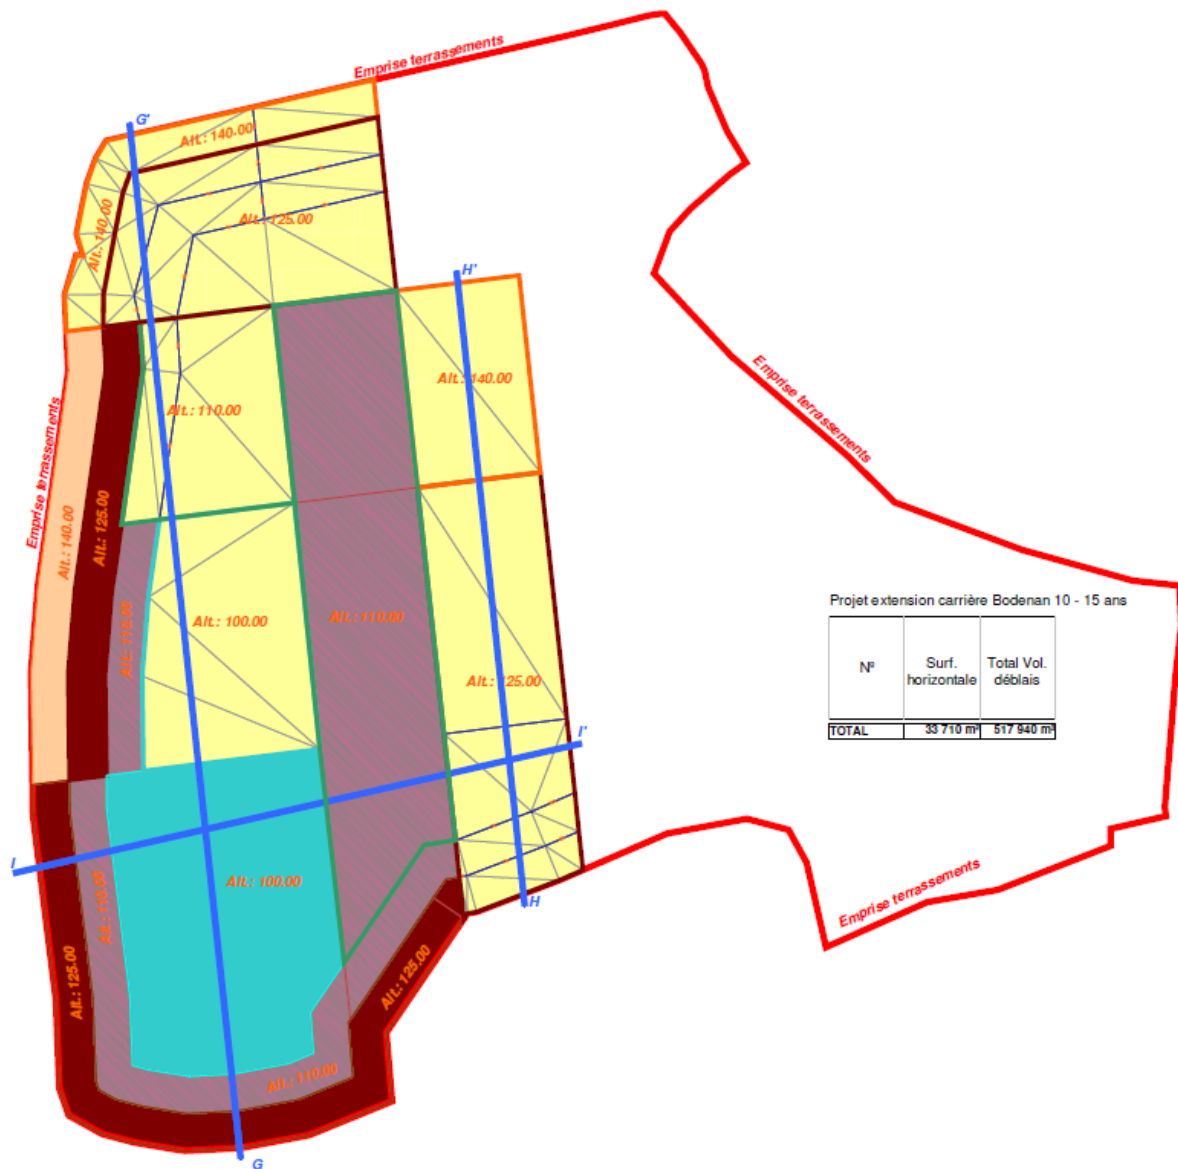 Emprise terrassements
G'
Alt.: 140.00
Alt.: 140.00
Alt.: 125.00
H'
Alt.: 140.00
Alt.: 110.00
Emprise terrassements
Emprise terrassements
Alt.: 140.00
Alt.: 125.00
Alt.: 110.00
Alt.: 100.00
Alt.: 110.00
Alt.: 125.00
Projet extension carrière Bodenan 10 - 15 ans
N° Surf. horizontale Total Vol. déblais
TOTAL 33 710 m² 517 940 m³
I'
I
Alt.: 100.00
Alt.: 110.00
Alt.: 125.00
Alt.: 125.00
H
Emprise terrassements
Alt.: 110.00
G